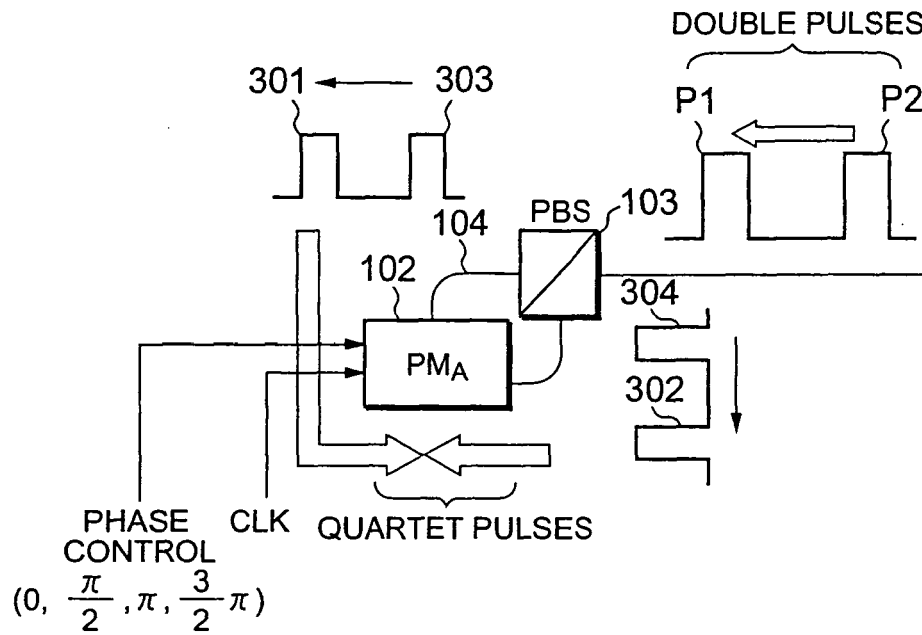 DOUBLE PULSES
301 303
P1 P2
PBS 103
104
102
304
PMA
302
QUARTET PULSES
PHASE CONTROL CLK
(0, π/2, π, 3/2 π)